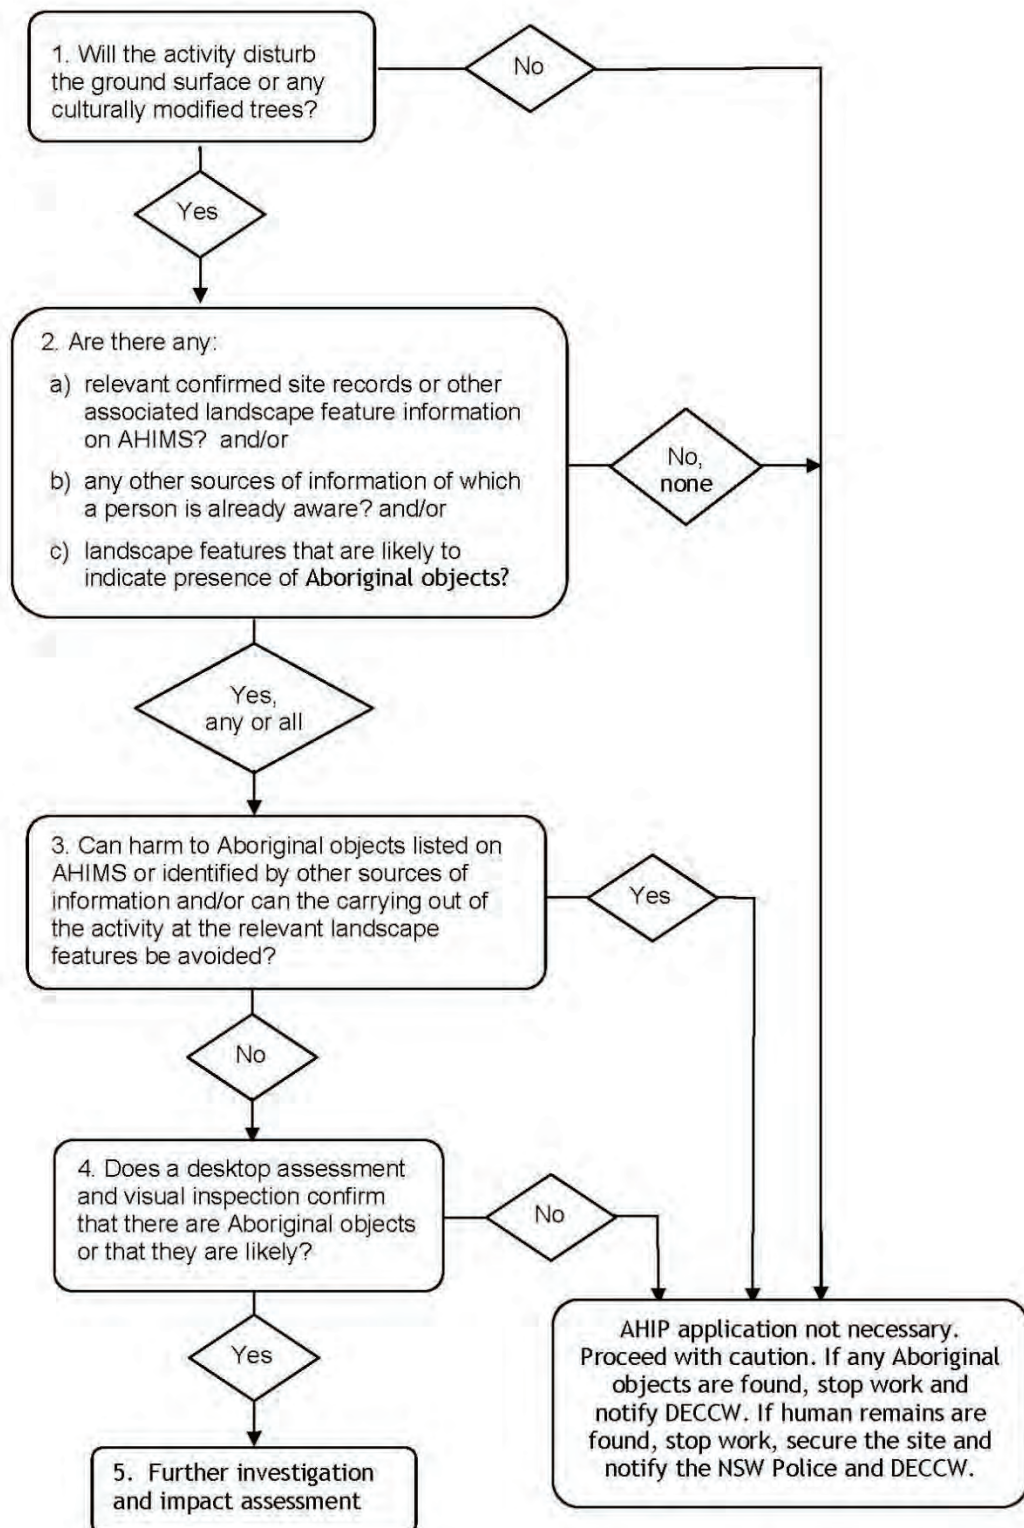 1. Will the activity disturb
the ground surface or any
culturally modified trees?
No
Yes
2. Are there any:
a) relevant confirmed site records or other
associated landscape feature information
on AHIMS? and/or
b) any other sources of information of which
a person is already aware? and/or
c) landscape features that are likely to
indicate presence of Aboriginal objects?
No,
none
Yes,
any or all
3. Can harm to Aboriginal objects listed on
AHIMS or identified by other sources of
information and/or can the carrying out of
the activity at the relevant landscape
features be avoided?
Yes
No
4. Does a desktop assessment
and visual inspection confirm
that there are Aboriginal objects
or that they are likely?
No
Yes
AHIP application not necessary.
Proceed with caution. If any Aboriginal
objects are found, stop work and
notify DECCW. If human remains are
found, stop work, secure the site and
notify the NSW Police and DECCW.
5. Further investigation
and impact assessment